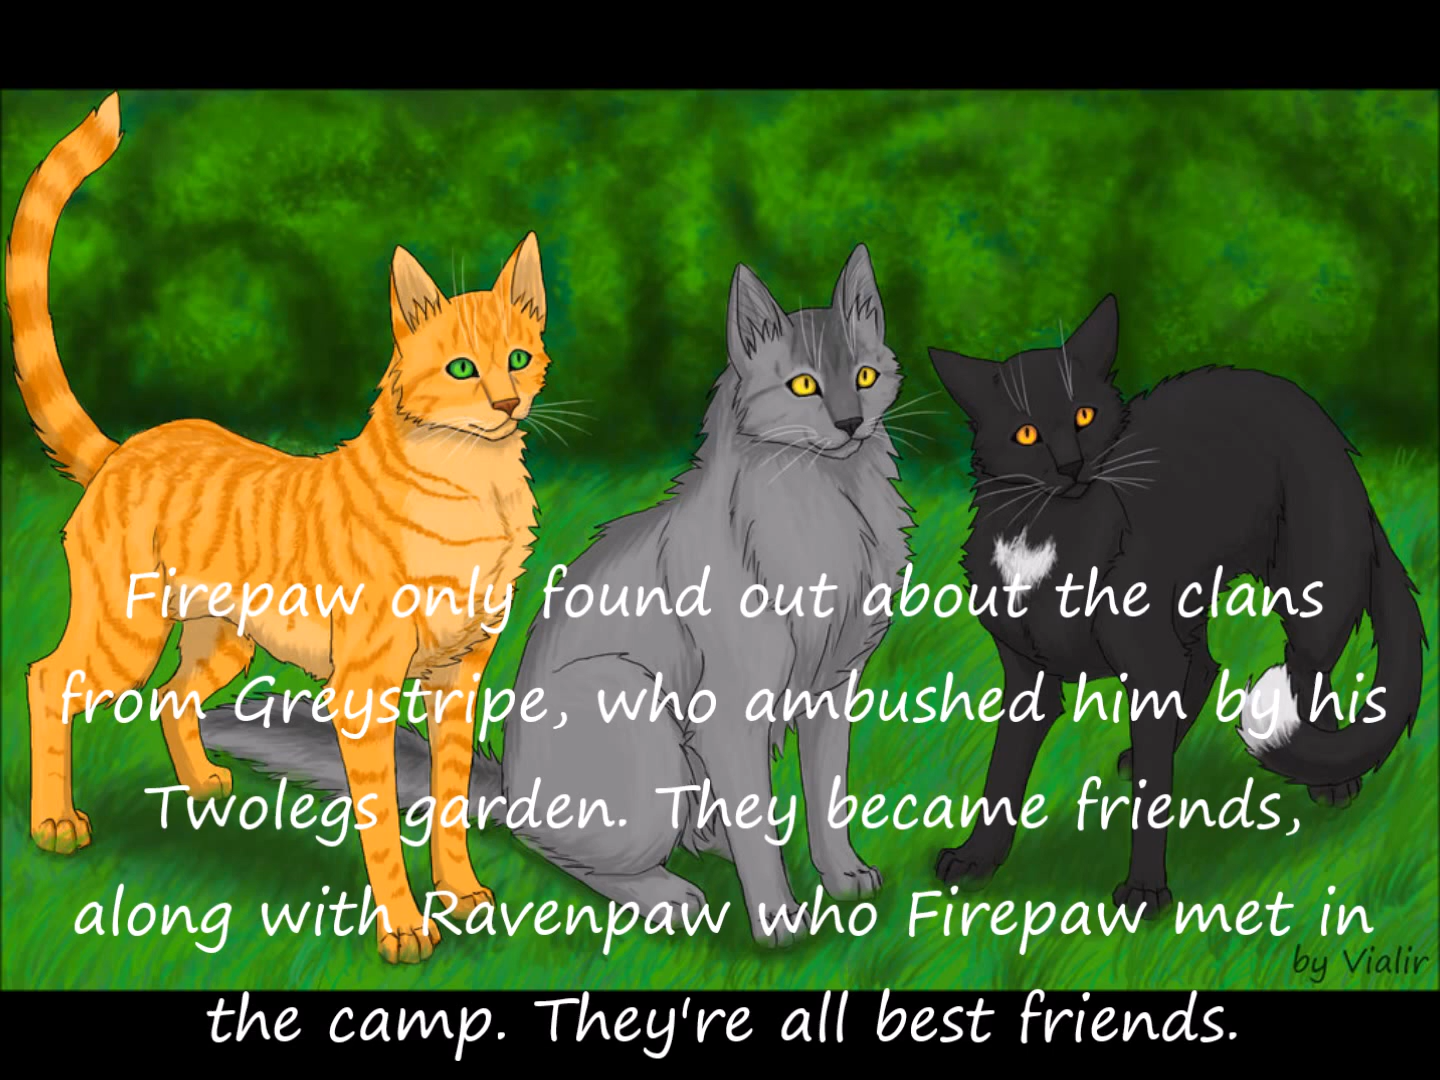 Firepaw only found out about the clans
from Greystripe, who ambushed him by his
Twolegs garden. They became friends,
along with Ravenpaw who Firepaw met in
by Vialir
the camp. They're all best friends.